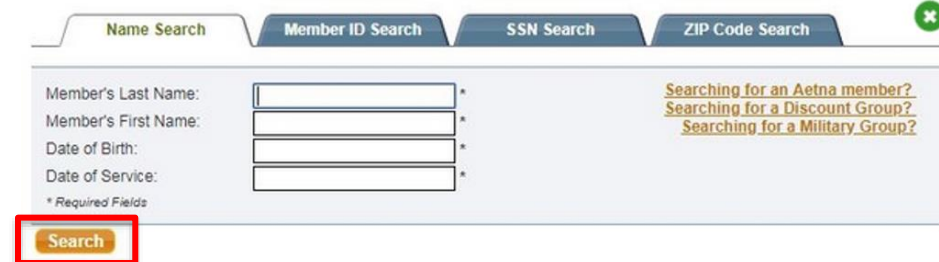 Name Search Member ID Search SSN Search ZIP Code Search
Member's Last Name: * Searching for an Aetna member?
Member's First Name: * Searching for a Discount Group?
Date of Birth: * Searching for a Military Group?
Date of Service: *
* Required Fields
Search